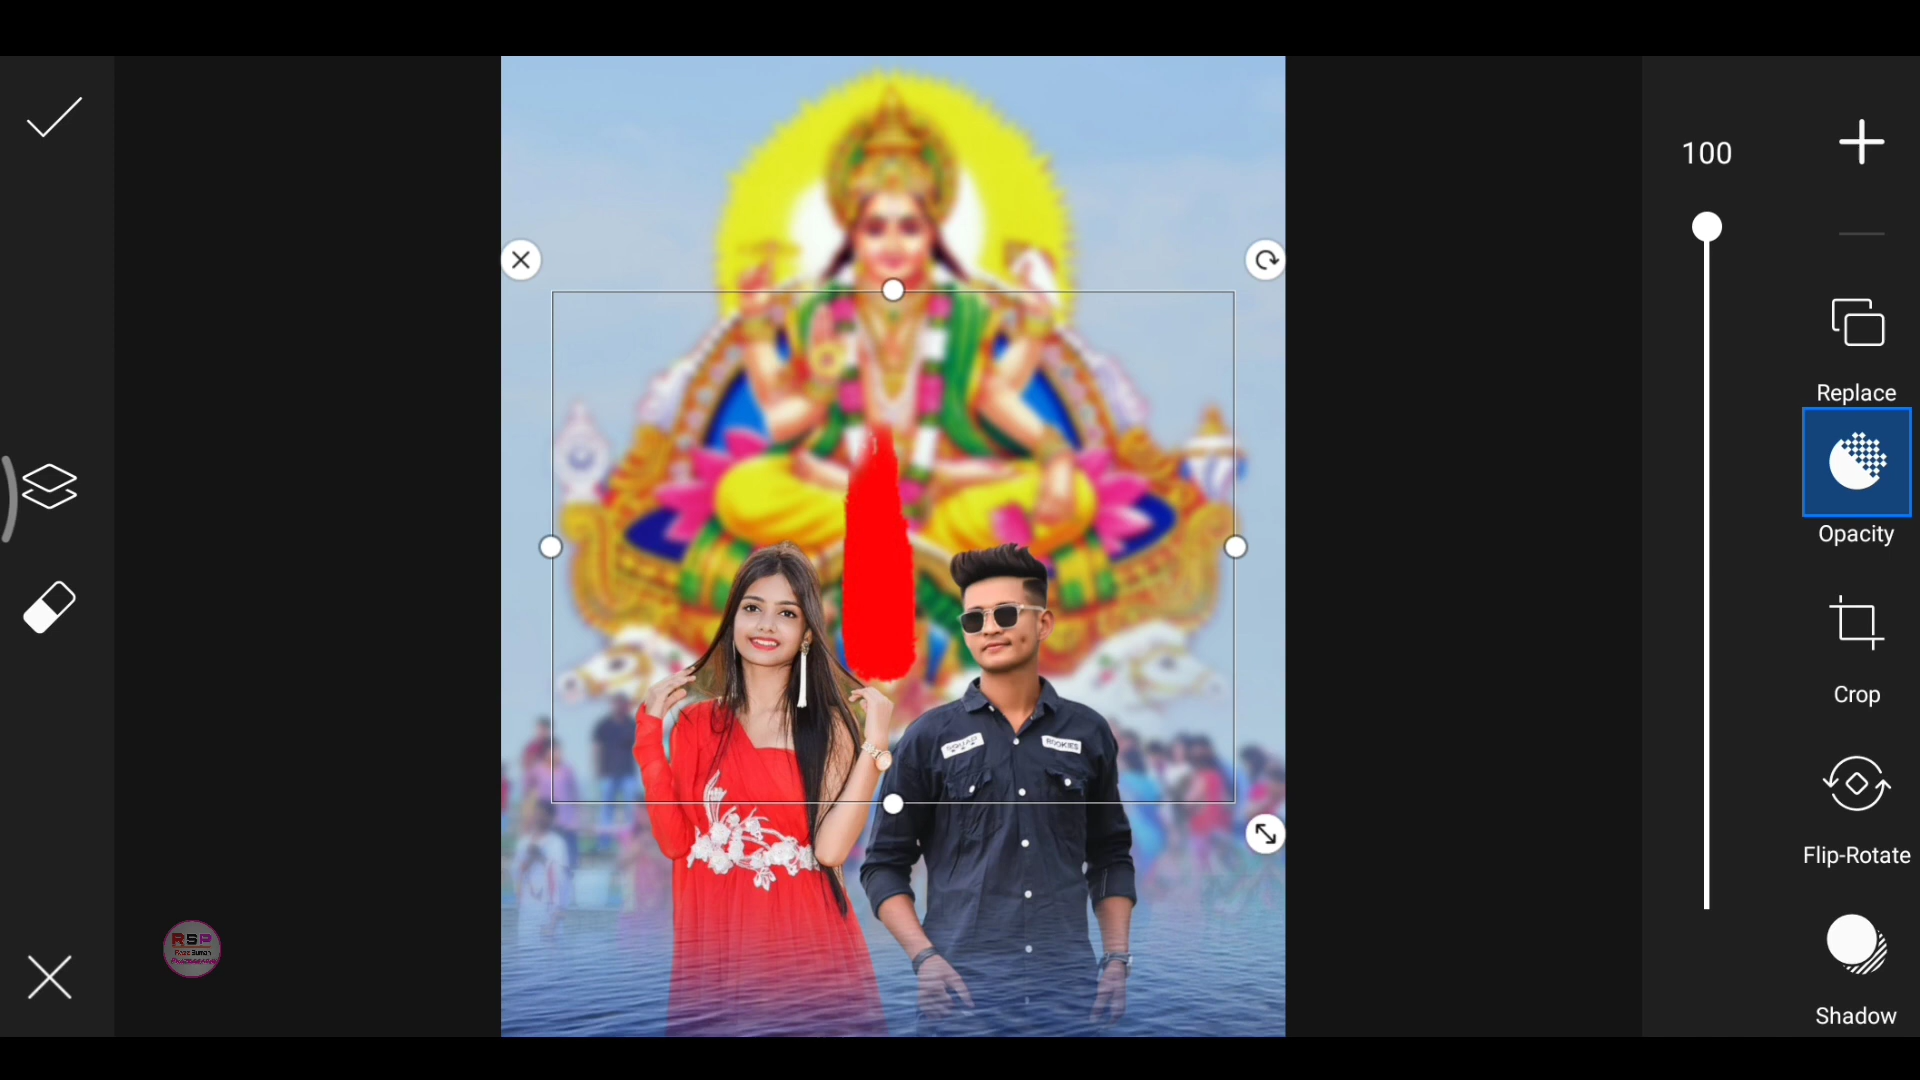 100
Replace
Opacity
Crop
Flip-Rotate
Shadow
ROOKIES
RSP